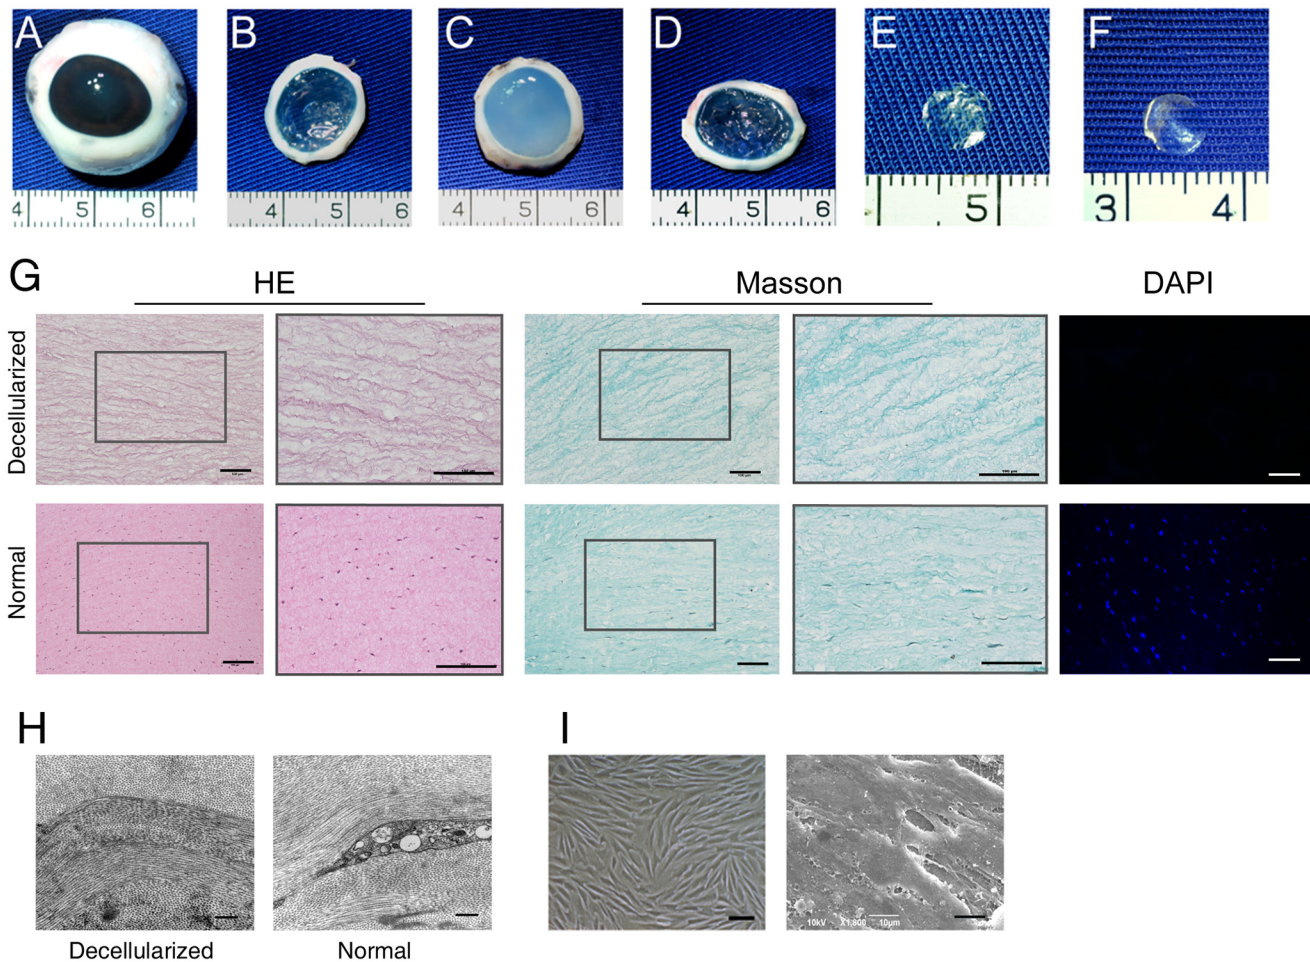 A B C D E F
4 5 6
4 5 6
4 5 6
4 5 6
5
3 4
G
HE Masson DAPI
Decellularized
Normal
H I
10kV X1,800 10µm
Decellularized Normal